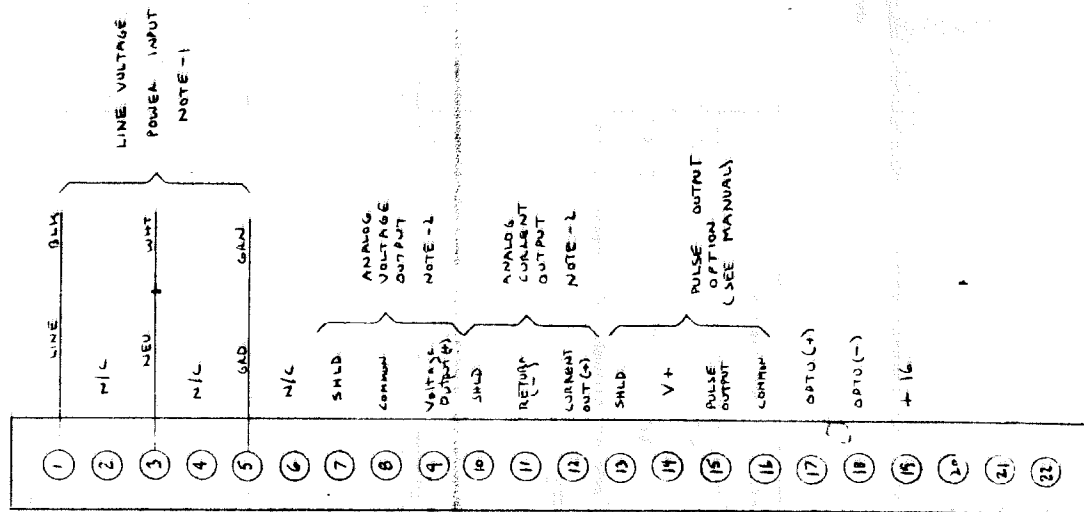 LINE VOLTAGE
POWER INPUT
NOTE-1
LINE BLK
N/C
NEU WHT
N/C
GRD GRN
N/C
ANALOG
VOLTAGE
OUTPUT
NOTE-2
SHLD
COMMON
VOLTAGE
OUTPUT(+)
ANALOG
CURRENT
OUTPUT
NOTE-2
SHLD
RETURN
(-)
CURRENT
OUT(+)
PULSE OUTPUT
OPTION
(SEE MANUAL)
SHLD
V+
PULSE
OUTPUT
COMMON
OPTO(+)
OPTO.(-)
+16
1
2
3
4
5
6
7
8
9
10
11
12
13
14
15
16
17
18
19
20
21
22